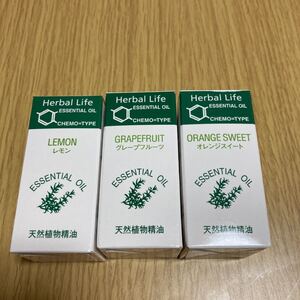 Herbal Life
ESSENTIAL OIL
CHEMO=TYPE
LEMON
レモン
ESSENTIAL OIL
天然植物精油
Herbal Life
ESSENTIAL OIL
CHEMO=TYPE
GRAPEFRUIT
グレープフルーツ
ESSENTIAL OIL
天然植物精油
Herbal Life
ESSENTIAL OIL
CHEMO=TYPE
ORANGE SWEET
オレンジスイート
ESSENTIAL OIL
天然植物精油